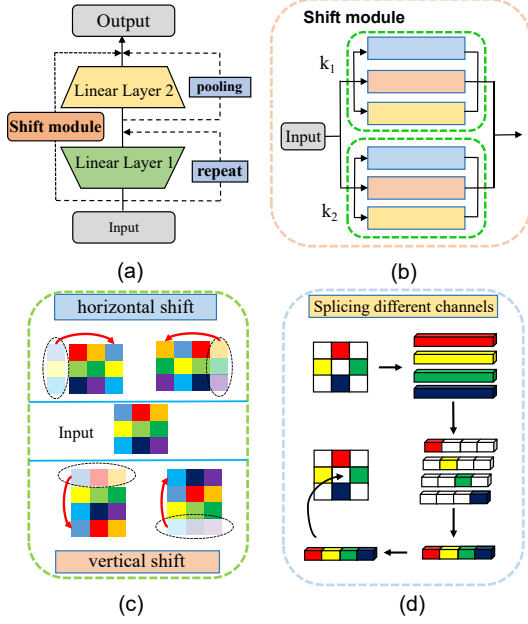 Output
Linear Layer 2
pooling
Shift module
Linear Layer 1
repeat
Input
(a)
Shift module
k1
Input
k2
(b)
horizontal shift
Input
vertical shift
(c)
Splicing different channels
(d)